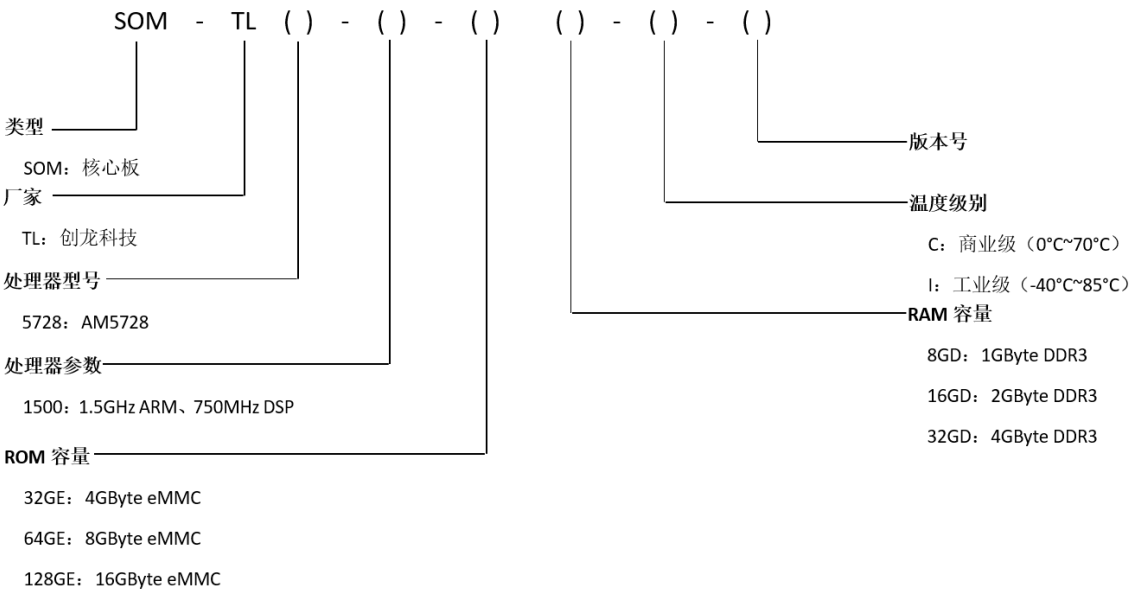 SOM - TL ( ) - ( ) - ( ) ( ) - ( ) - ( )
类型
SOM：核心板
厂家
TL：创龙科技
处理器型号
5728：AM5728
处理器参数
1500：1.5GHz ARM、750MHz DSP
ROM 容量
32GE：4GByte eMMC
64GE：8GByte eMMC
128GE：16GByte eMMC
版本号
温度级别
C：商业级（0°C~70°C）
I：工业级（-40°C~85°C）
RAM 容量
8GD：1GByte DDR3
16GD：2GByte DDR3
32GD：4GByte DDR3